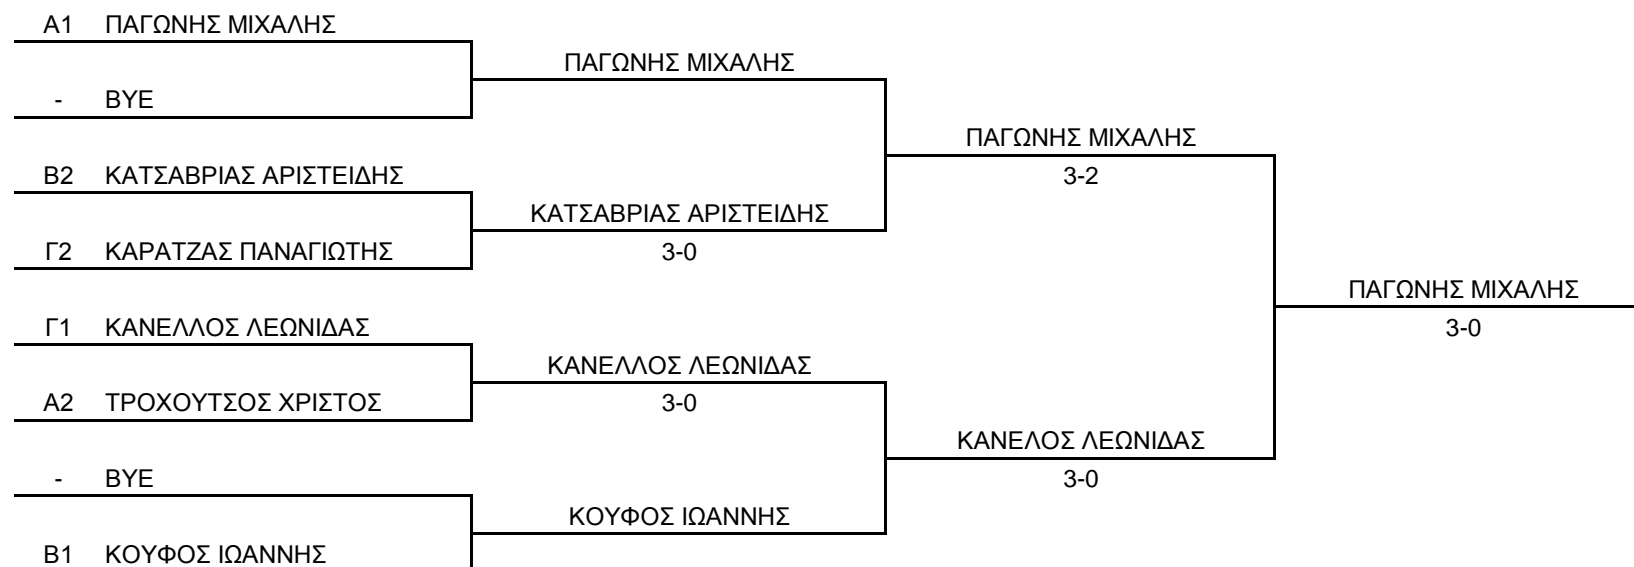 Α1 ΠΑΓΩΝΗΣ ΜΙΧΑΛΗΣ
ΠΑΓΩΝΗΣ ΜΙΧΑΛΗΣ
- BYE
ΠΑΓΩΝΗΣ ΜΙΧΑΛΗΣ
Β2 ΚΑΤΣΑΒΡΙΑΣ ΑΡΙΣΤΕΙΔΗΣ
3-2
ΚΑΤΣΑΒΡΙΑΣ ΑΡΙΣΤΕΙΔΗΣ
Γ2 ΚΑΡΑΤΖΑΣ ΠΑΝΑΓΙΩΤΗΣ
3-0
ΠΑΓΩΝΗΣ ΜΙΧΑΛΗΣ
Γ1 ΚΑΝΕΛΛΟΣ ΛΕΩΝΙΔΑΣ
3-0
ΚΑΝΕΛΛΟΣ ΛΕΩΝΙΔΑΣ
Α2 ΤΡΟΧΟΥΤΣΟΣ ΧΡΙΣΤΟΣ
3-0
ΚΑΝΕΛΟΣ ΛΕΩΝΙΔΑΣ
- BYE
3-0
ΚΟΥΦΟΣ ΙΩΑΝΝΗΣ
Β1 ΚΟΥΦΟΣ ΙΩΑΝΝΗΣ